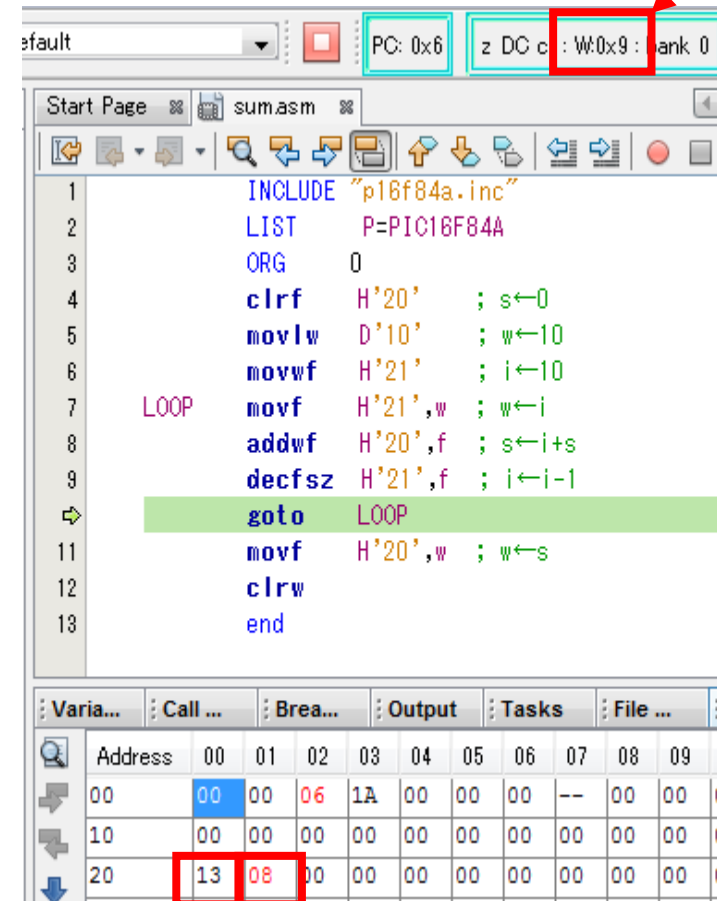 efault PC: 0x6 z DC c : W:0x9 : bank 0
Start Page sum.asm
1 INCLUDE "p16f84a.inc"
2 LIST P=PIC16F84A
3 ORG 0
4 clrf H'20' ; s←0
5 movlw D'10' ; w←10
6 movwf H'21' ; i←10
7 LOOP movf H'21',w ; w←i
8 addwf H'20',f ; s←i+s
9 decfsz H'21',f ; i←i-1
goto LOOP
11 movf H'20',w ; w←s
12 clrw
13 end
Varia... Call ... Brea... Output Tasks File ...
Address 00 01 02 03 04 05 06 07 08 09
00 00 00 06 1A 00 00 00 -- 00 00
10 00 00 00 00 00 00 00 00 00 00
20 13 08 00 00 00 00 00 00 00 00